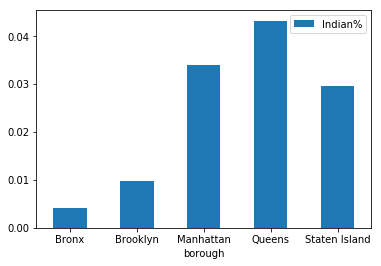 Indian%
0.04
0.03
0.02
0.01
0.00
Bronx Brooklyn Manhattan Queens Staten Island
borough